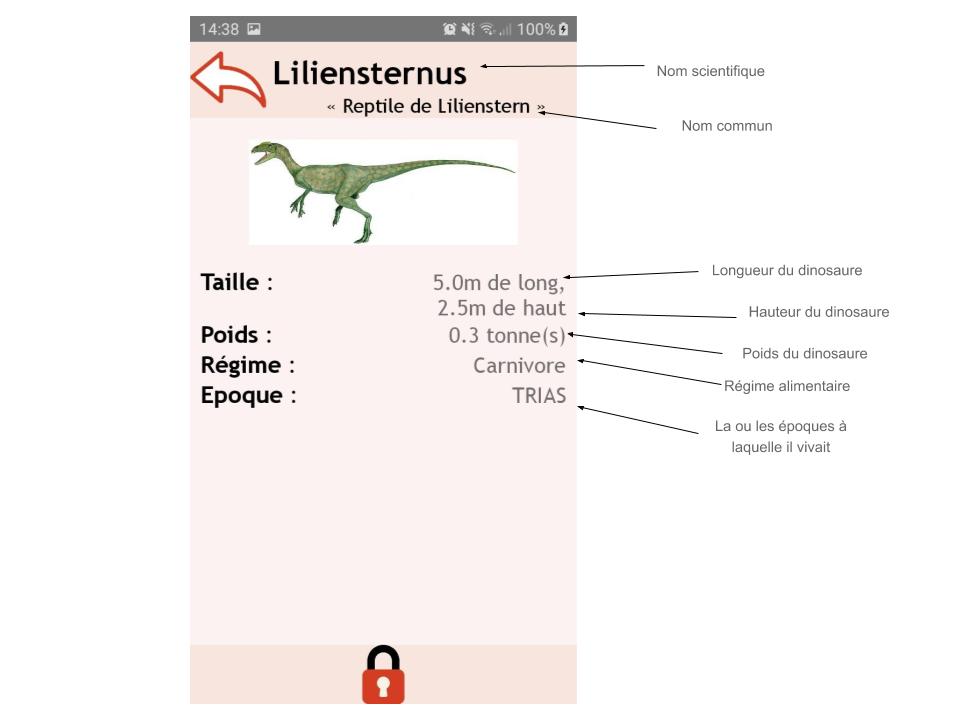 14:38 100%
Liliensternus
« Reptile de Lilienstern »
Nom scientifique
Nom commun
Taille : 5.0m de long,
2.5m de haut
Poids : 0.3 tonne(s)
Régime : Carnivore
Epoque : TRIAS
Longueur du dinosaure
Hauteur du dinosaure
Poids du dinosaure
Régime alimentaire
La ou les époques à
laquelle il vivait